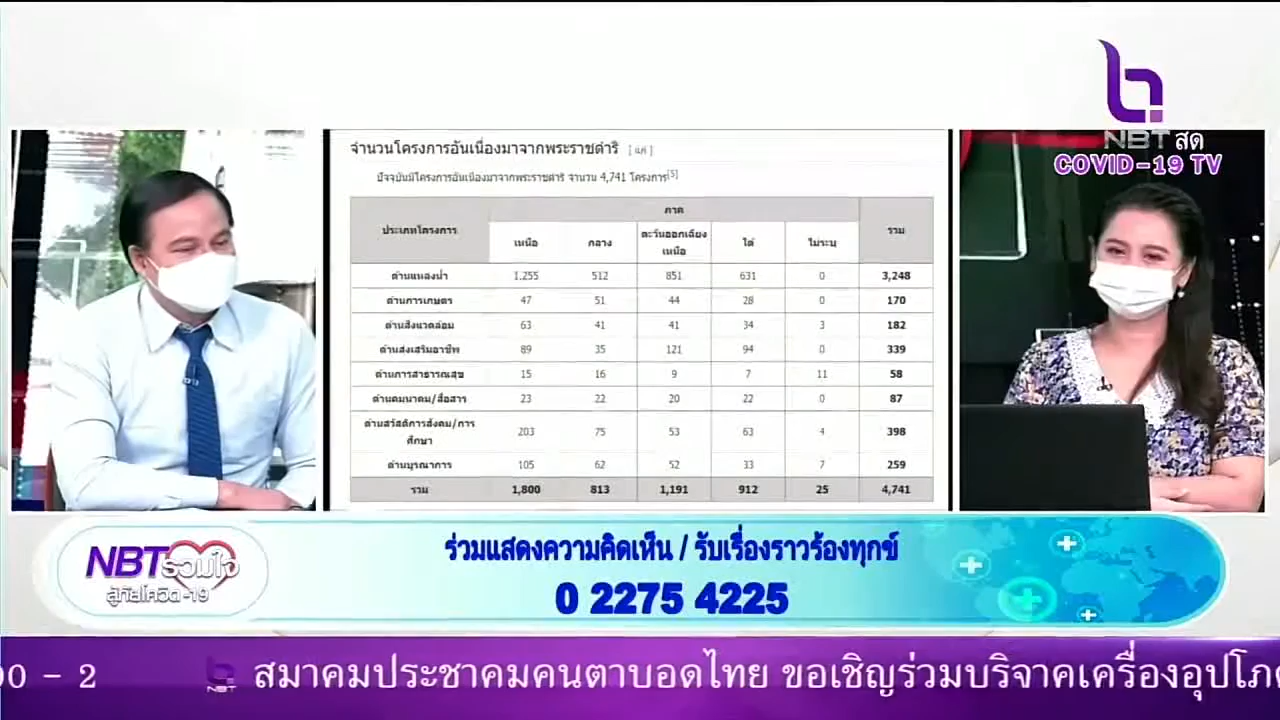 NBT สด
COVID-19 TV
จำนวนโครงการอันเนื่องมาจากพระราชดำริ [ แก้ ]
ปัจจุบันมีโครงการอันเนื่องมาจากพระราชดำริ จำนวน 4,741 โครงการ[5]
ประเภทโครงการ ภาค รวม
เหนือ กลาง ตะวันออกเฉียงเหนือ ใต้ ไม่ระบุ
ด้านแหล่งน้ำ 1,255 512 851 631 0 3,248
ด้านการเกษตร 47 51 44 28 0 170
ด้านสิ่งแวดล้อม 63 41 41 34 3 182
ด้านส่งเสริมอาชีพ 89 35 121 94 0 339
ด้านการสาธารณสุข 15 16 9 7 11 58
ด้านคมนาคม/สื่อสาร 23 22 20 22 0 87
ด้านสวัสดิการสังคม/การศึกษา 203 75 53 63 4 398
ด้านบูรณาการ 105 62 52 33 7 259
รวม 1,800 813 1,191 912 25 4,741
NBT รวมใจ
สู้ภัยโควิด-19
ร่วมแสดงความคิดเห็น / รับเรื่องราวร้องทุกข์
0 2275 4225
00 - 2 NBT สมาคมประชาคมคนตาบอดไทย ขอเชิญร่วมบริจาคเครื่องอุปโภค